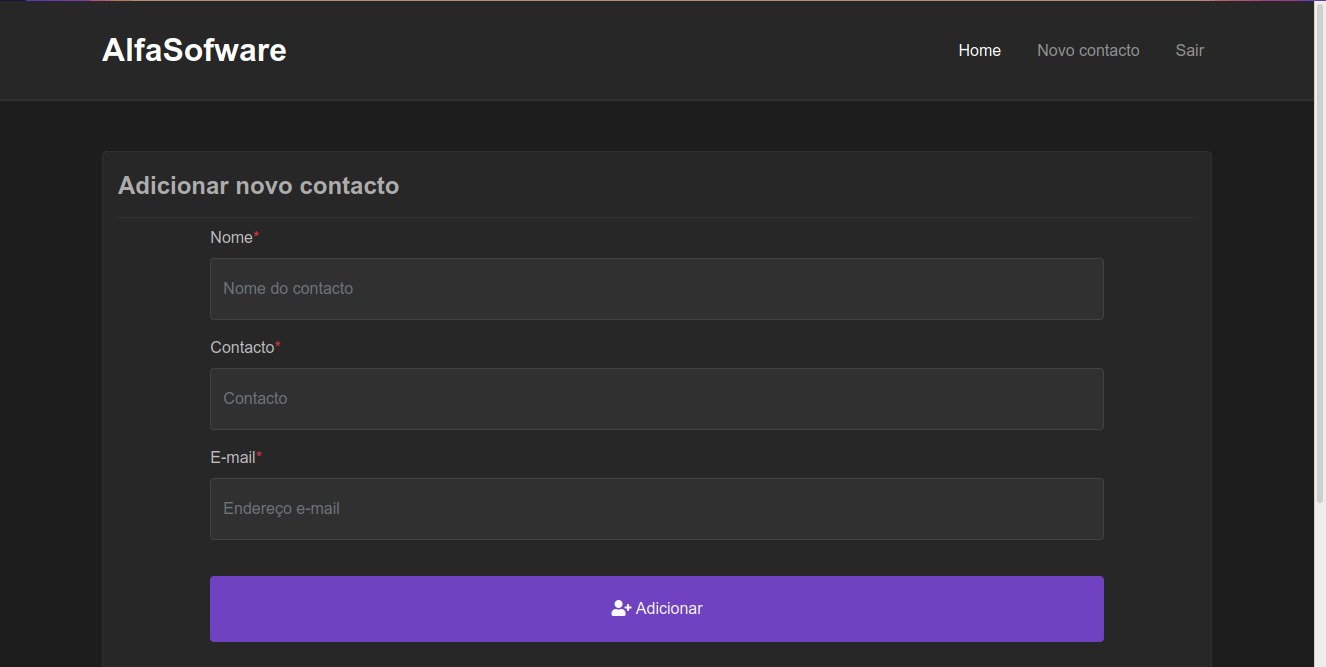 AlfaSofware
Home Novo contacto Sair
Adicionar novo contacto
Nome*
Nome do contacto
Contacto*
Contacto
E-mail*
Endereço e-mail
Adicionar